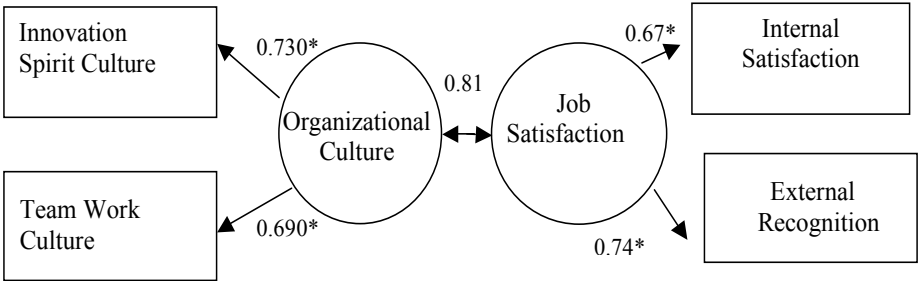 Innovation
Spirit Culture
0.730*
Team Work
Culture
0.690*
Organizational
Culture
0.81
Job
Satisfaction
0.67*
Internal
Satisfaction
0.74*
External
Recognition